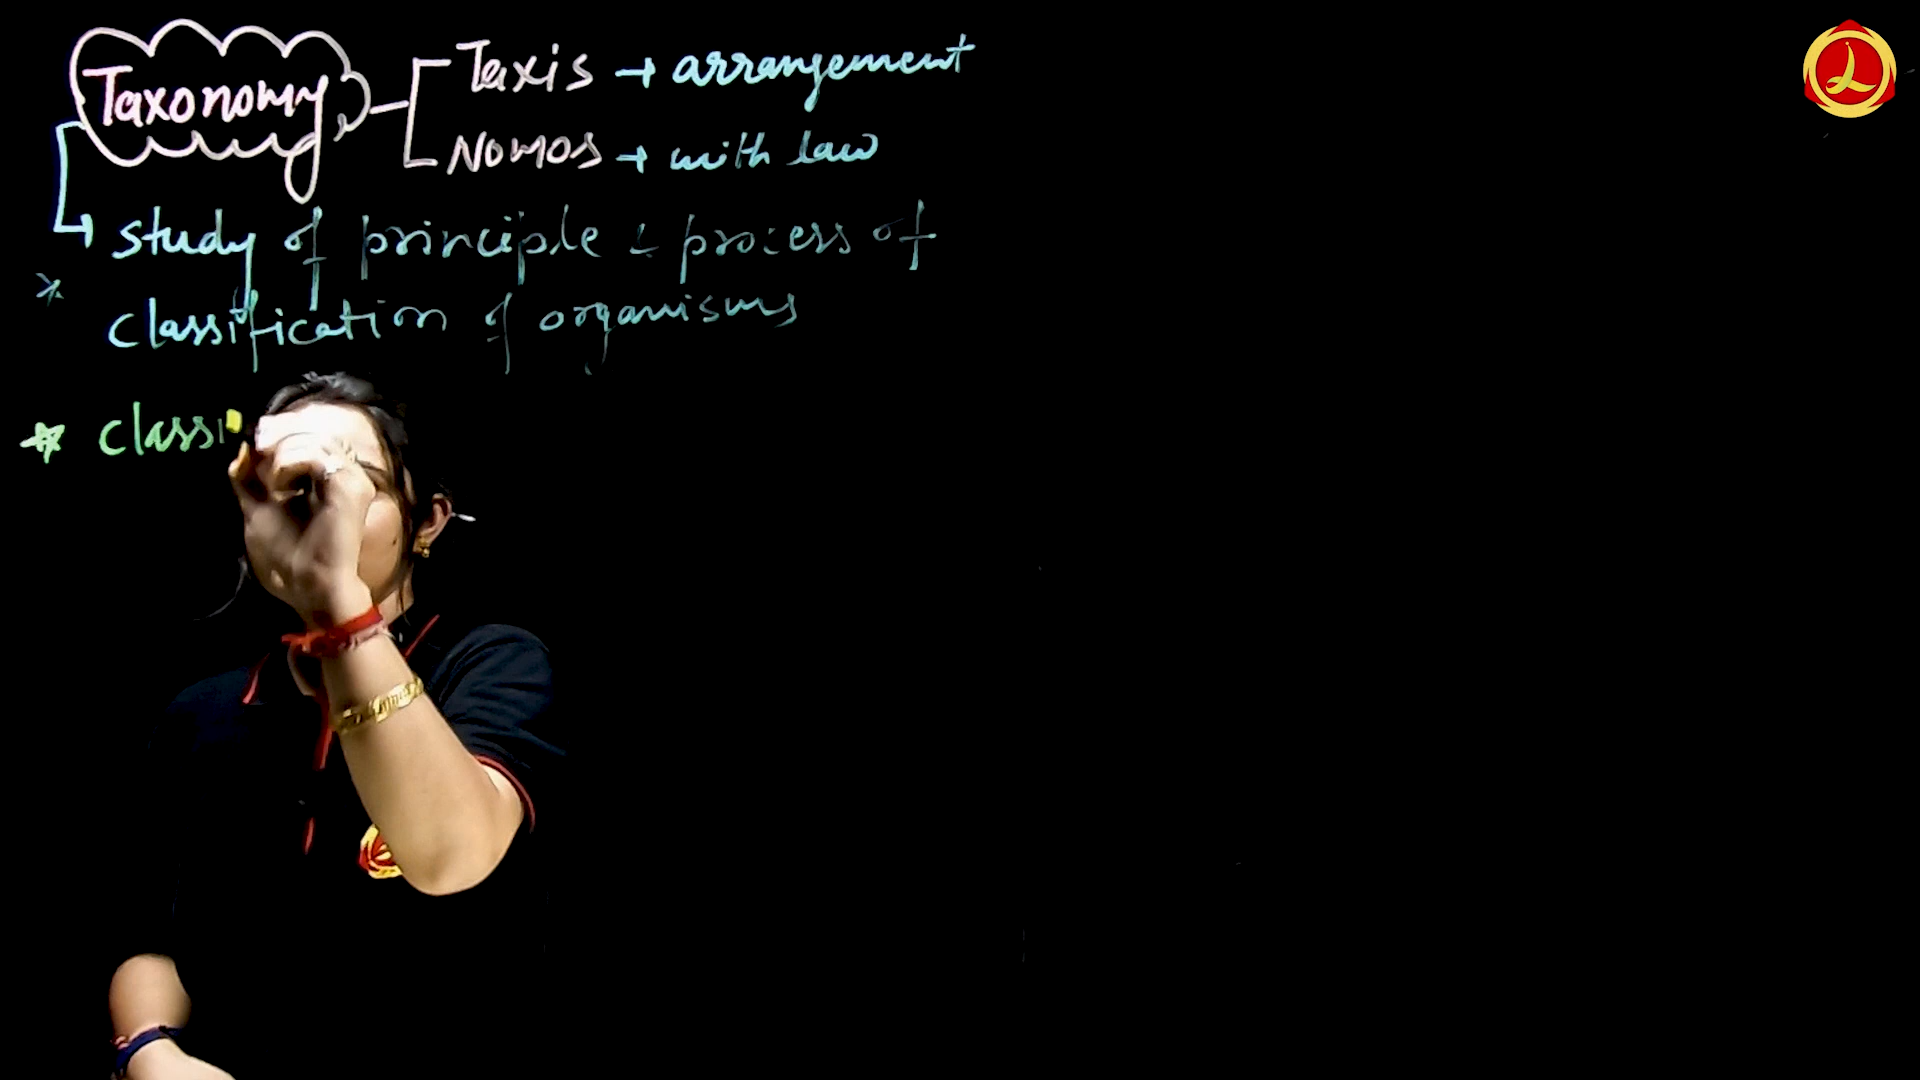 Taxonomy
Taxis → arrangement
Nomos → with law
→ study of principle & process of
classification of organisms
classi